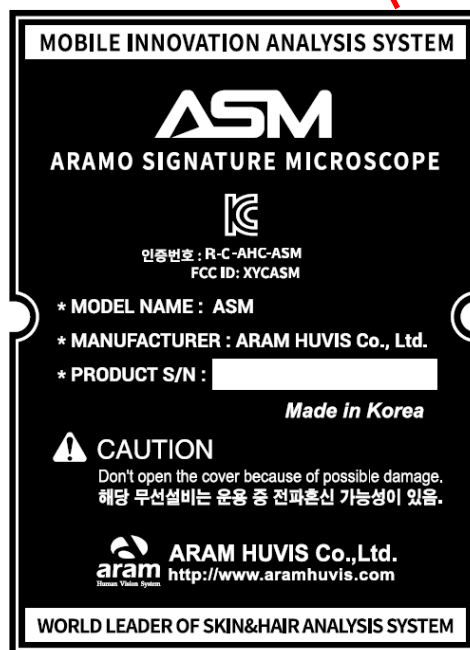 MOBILE INNOVATION ANALYSIS SYSTEM
ASM
ARAMO SIGNATURE MICROSCOPE
인증번호 : R-C-AHC-ASM
FCC ID: XYCASM
* MODEL NAME : ASM
* MANUFACTURER : ARAM HUVIS Co., Ltd.
* PRODUCT S/N :
Made in Korea
CAUTION
Don't open the cover because of possible damage.
해당 무선설비는 운용 중 전파혼신 가능성이 있음.
aram
Human Vision System
ARAM HUVIS Co.,Ltd.
http://www.aramhuvis.com
WORLD LEADER OF SKIN&HAIR ANALYSIS SYSTEM